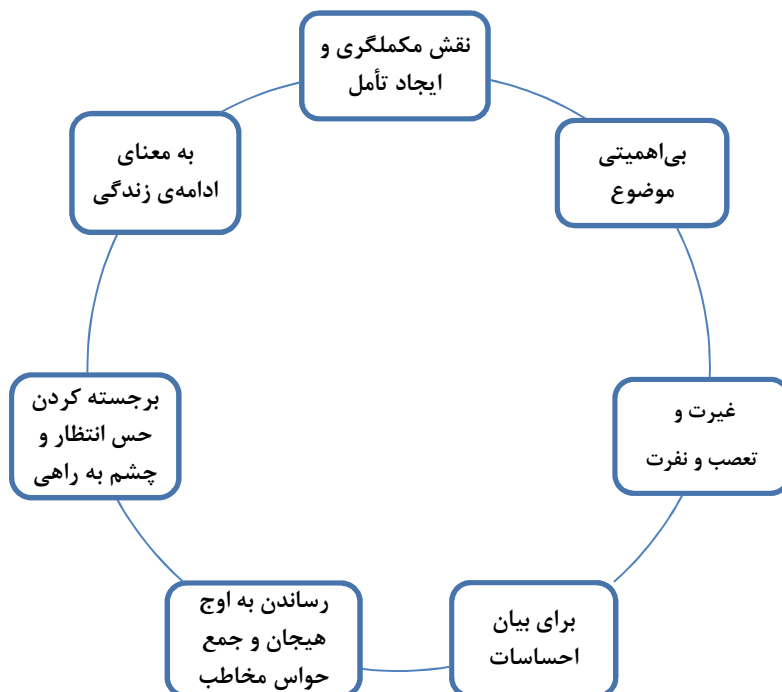 نقش مکملگری و
ایجاد تأمل
بی‌اهمیتی
موضوع
غیرت و
تعصب و نفرت
برای بیان
احساسات
رساندن به اوج
هیجان و جمع
حواس مخاطب
برجسته کردن
حس انتظار و
چشم به راهی
به معنای
ادامه‌ی زندگی